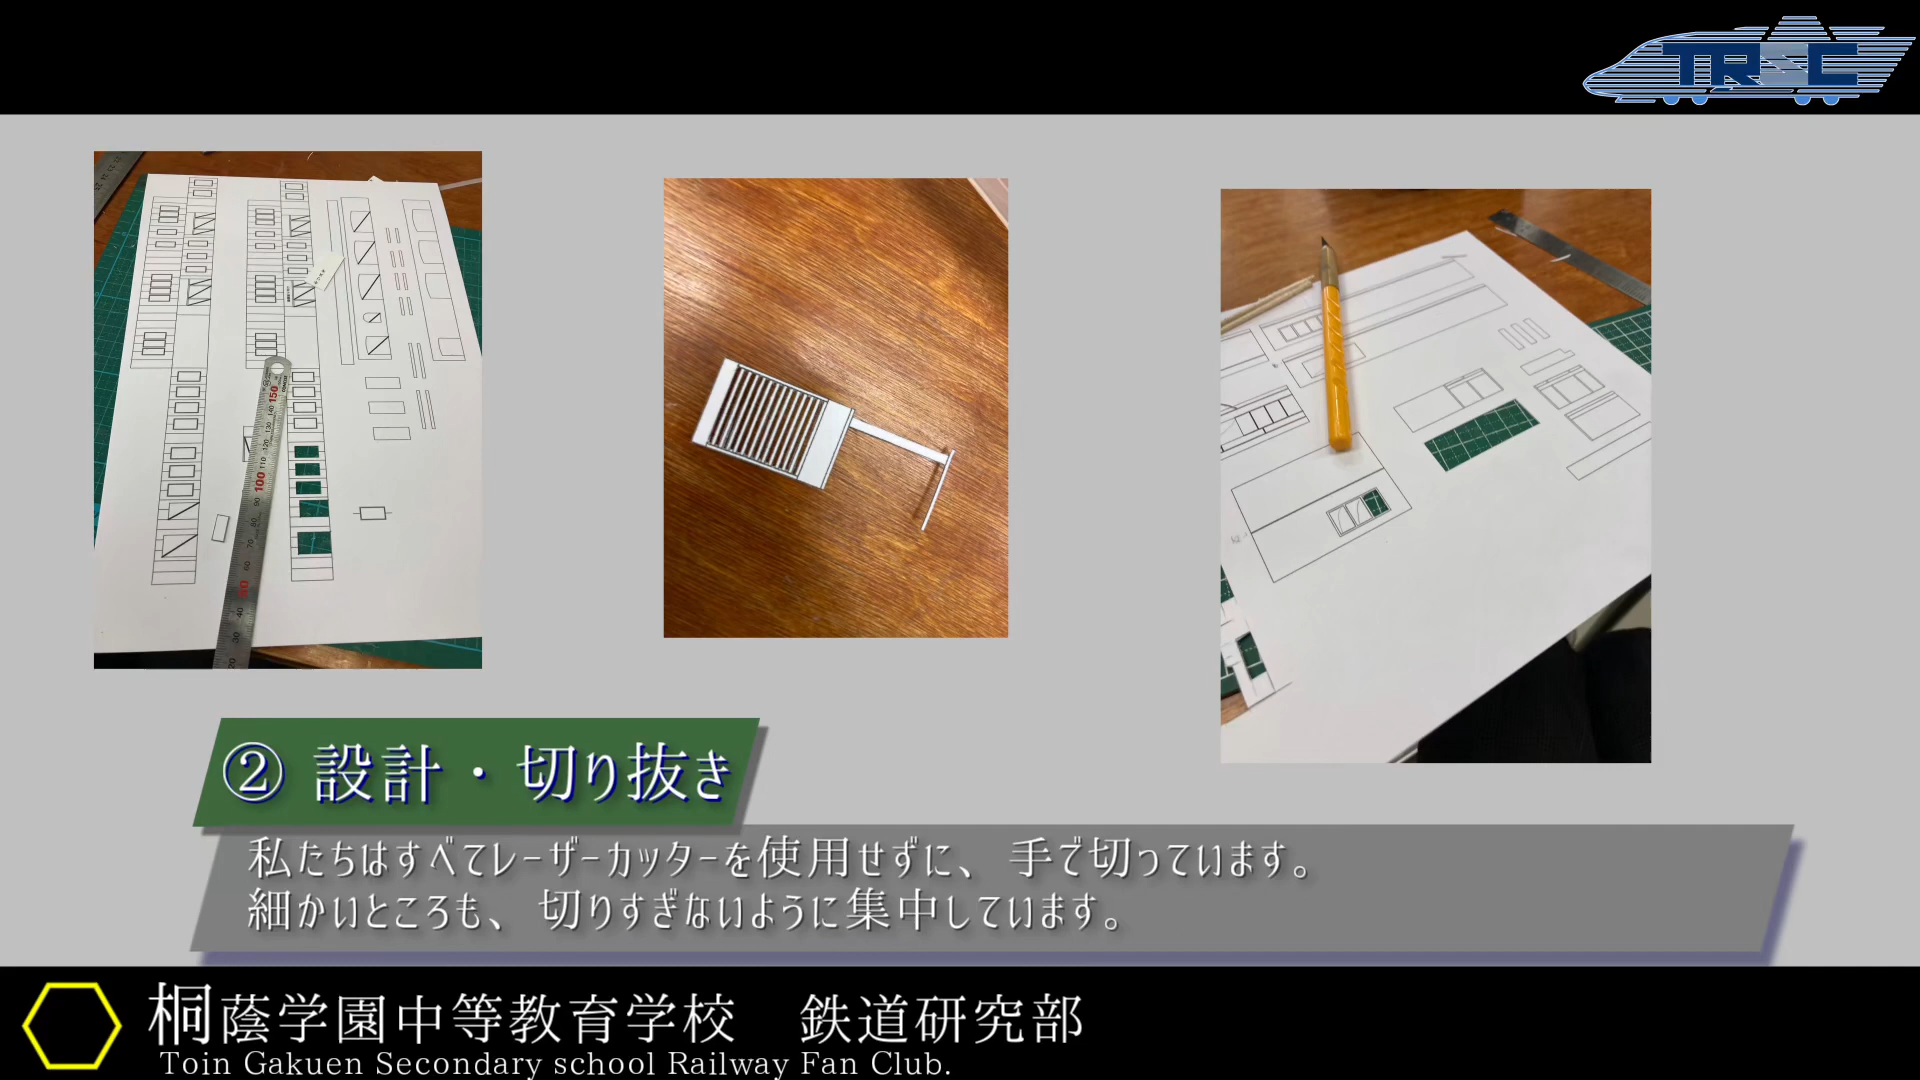 TRSC
② 設計・切り抜き
私たちはすべてレーザーカッターを使用せずに、手で切っています。
細かいところも、切りすぎないように集中しています。
桐蔭学園中等教育学校　鉄道研究部
Toin Gakuen Secondary school Railway Fan Club.